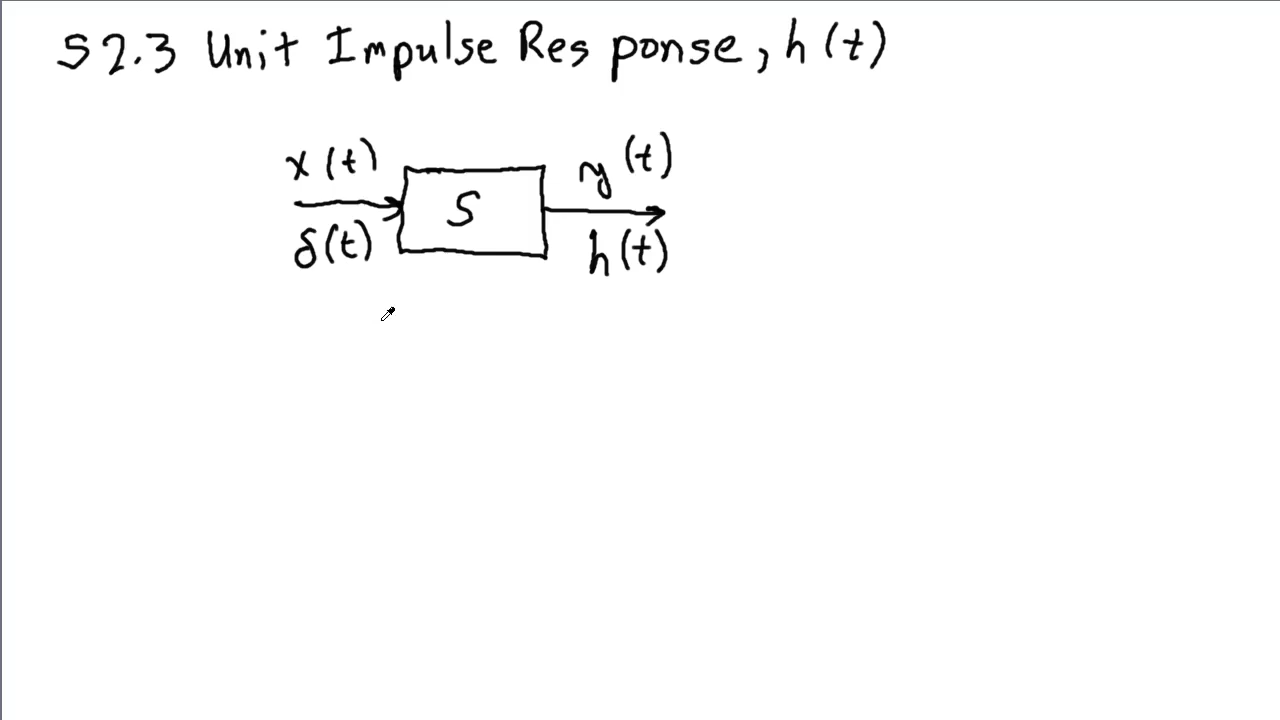 S2.3 Unit Impulse Response, h(t)
x(t) S y(t)
δ(t) h(t)